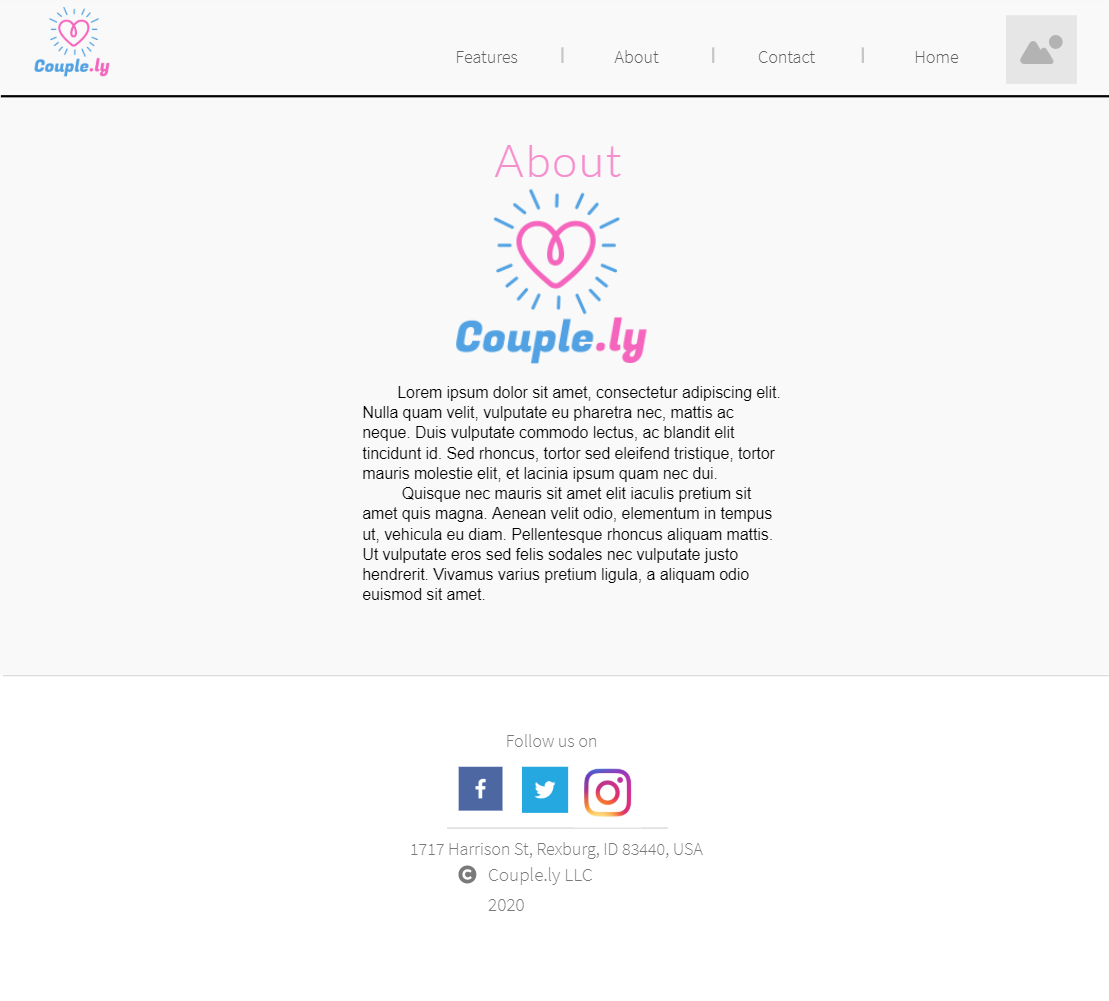 Couple.ly
Features | About | Contact | Home
About
Couple.ly
Lorem ipsum dolor sit amet, consectetur adipiscing elit.
Nulla quam velit, vulputate eu pharetra nec, mattis ac
neque. Duis vulputate commodo lectus, ac blandit elit
tincidunt id. Sed rhoncus, tortor sed eleifend tristique, tortor
mauris molestie elit, et lacinia ipsum quam nec dui.
Quisque nec mauris sit amet elit iaculis pretium sit
amet quis magna. Aenean velit odio, elementum in tempus
ut, vehicula eu diam. Pellentesque rhoncus aliquam mattis.
Ut vulputate eros sed felis sodales nec vulputate justo
hendrerit. Vivamus varius pretium ligula, a aliquam odio
euismod sit amet.
Follow us on
f
1717 Harrison St, Rexburg, ID 83440, USA
© Couple.ly LLC
2020